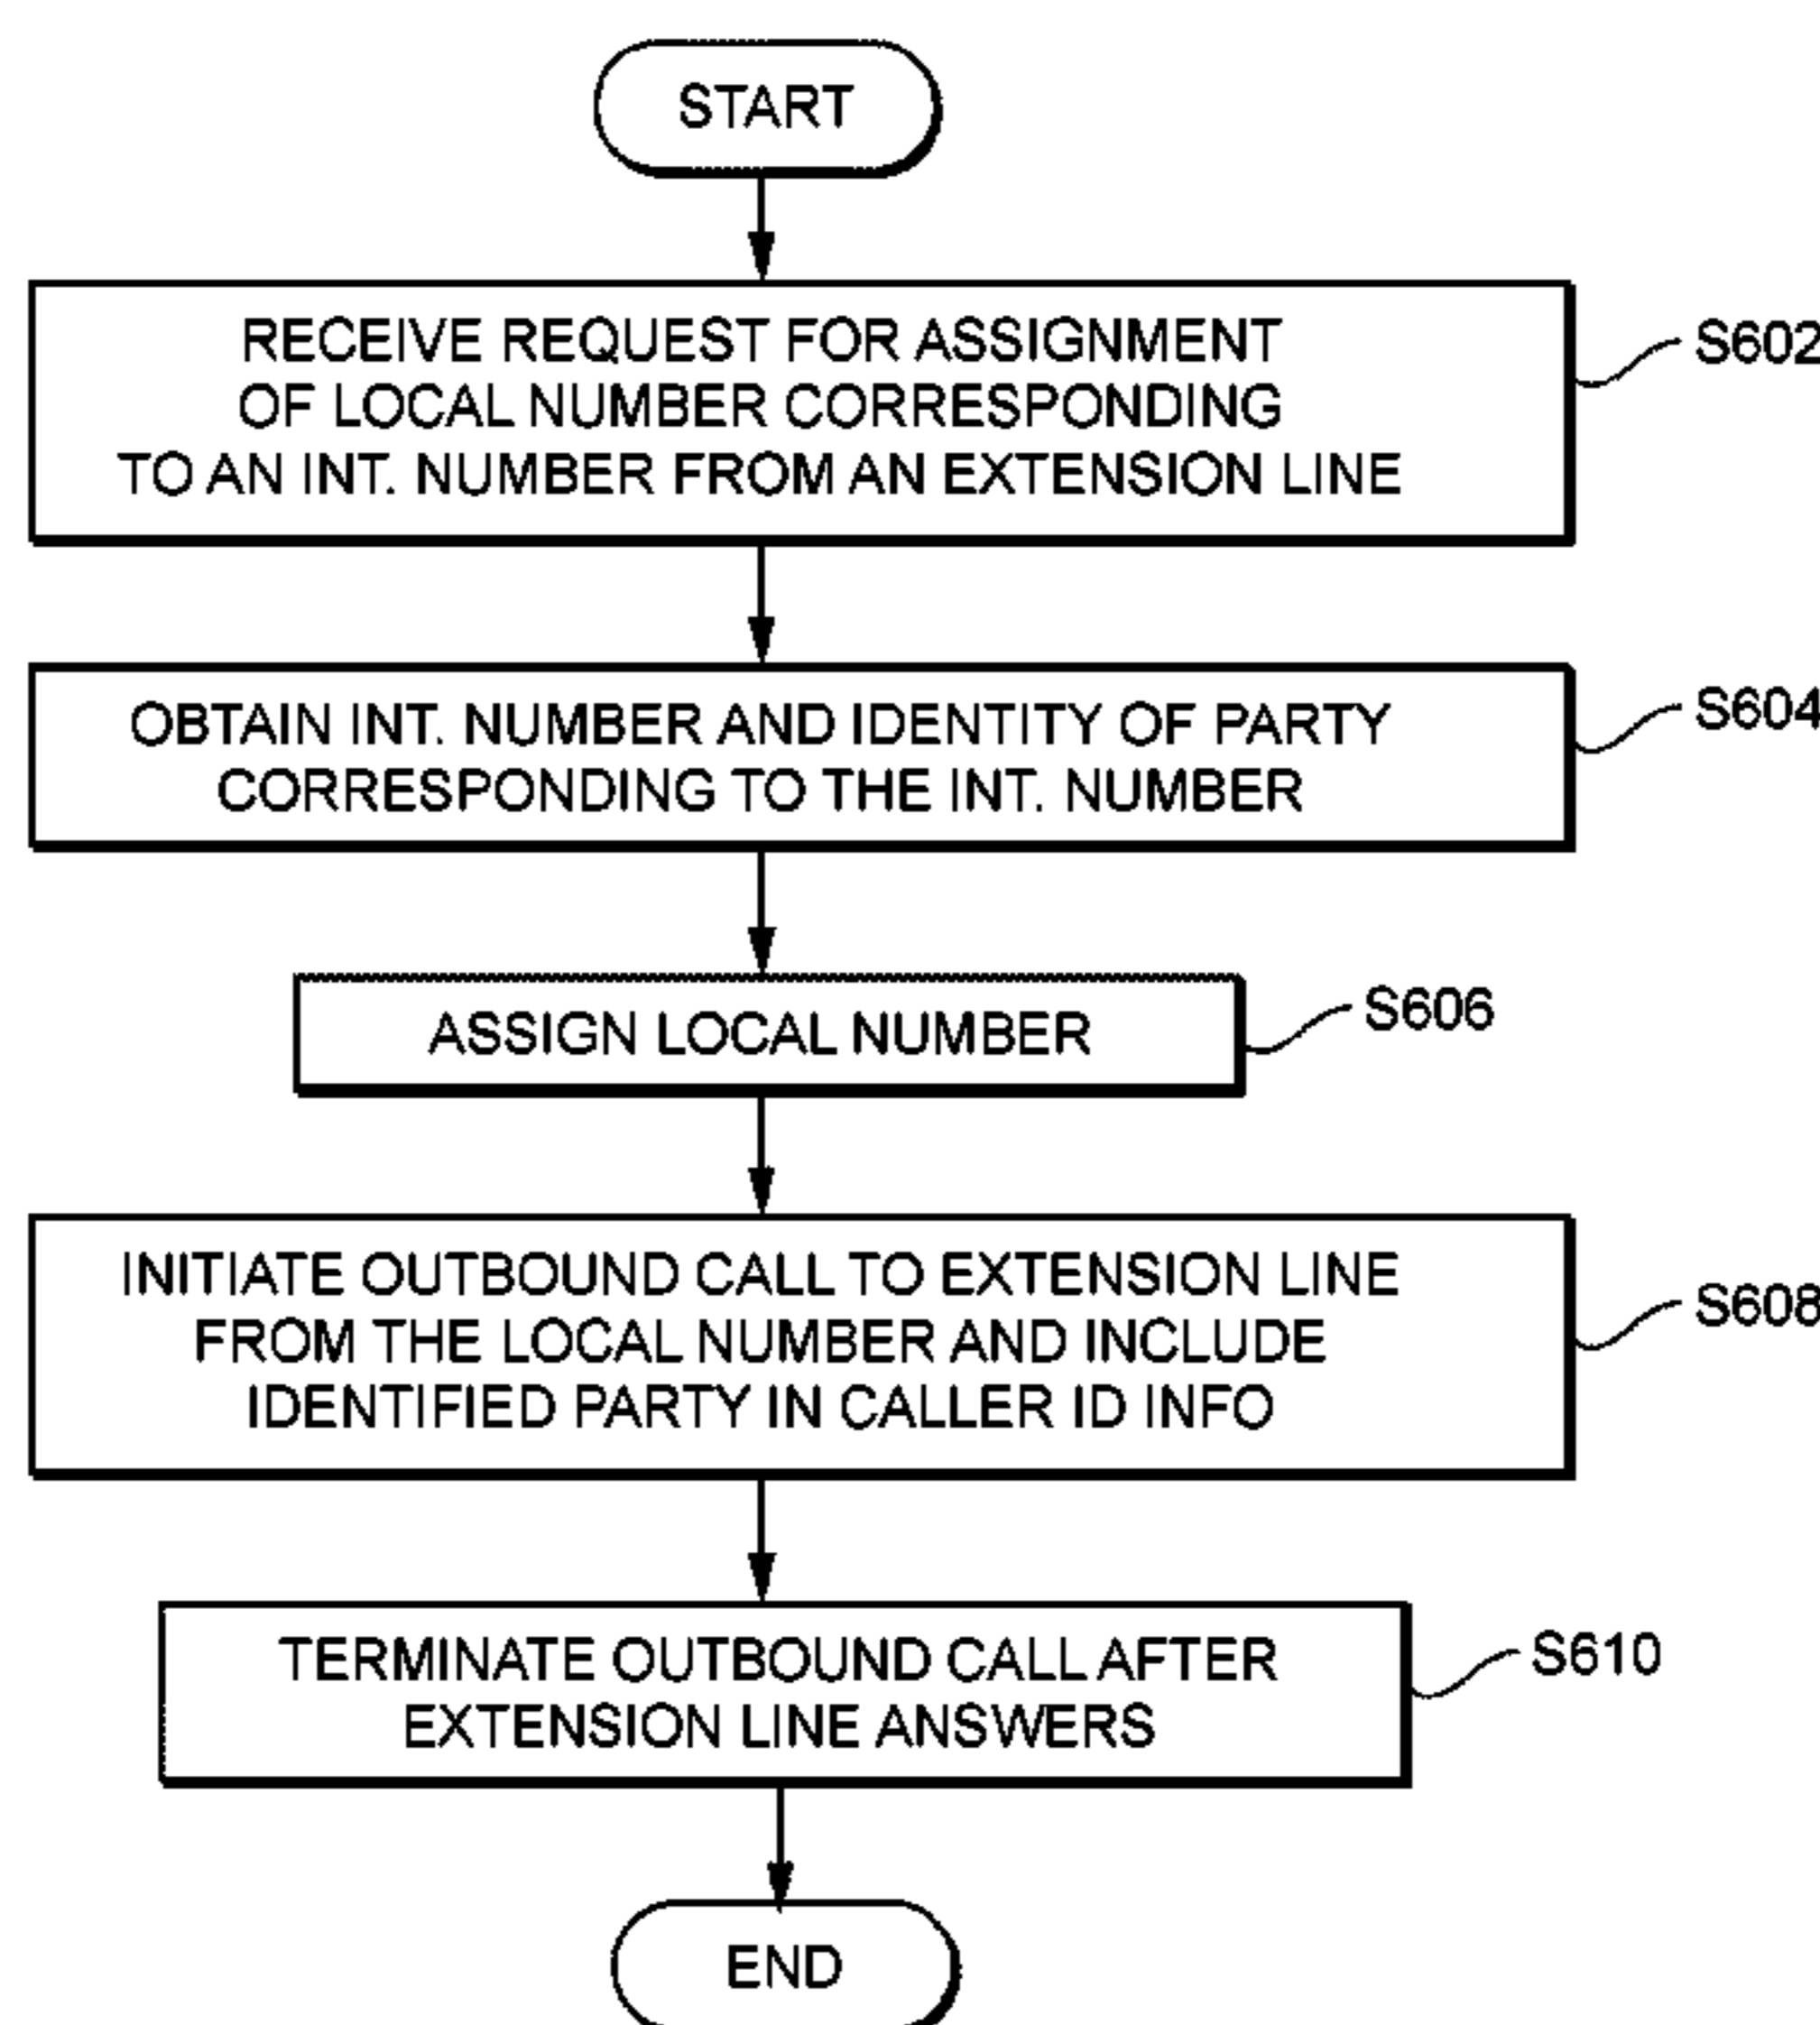 START
RECEIVE REQUEST FOR ASSIGNMENT
OF LOCAL NUMBER CORRESPONDING
TO AN INT. NUMBER FROM AN EXTENSION LINE
S602
OBTAIN INT. NUMBER AND IDENTITY OF PARTY
CORRESPONDING TO THE INT. NUMBER
S604
ASSIGN LOCAL NUMBER
S606
INITIATE OUTBOUND CALL TO EXTENSION LINE
FROM THE LOCAL NUMBER AND INCLUDE
IDENTIFIED PARTY IN CALLER ID INFO
S608
TERMINATE OUTBOUND CALL AFTER
EXTENSION LINE ANSWERS
S610
END